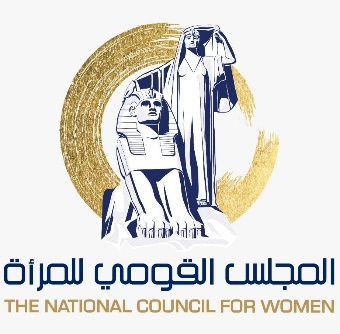 المجلس القومي للمرأة
THE NATIONAL COUNCIL FOR WOMEN